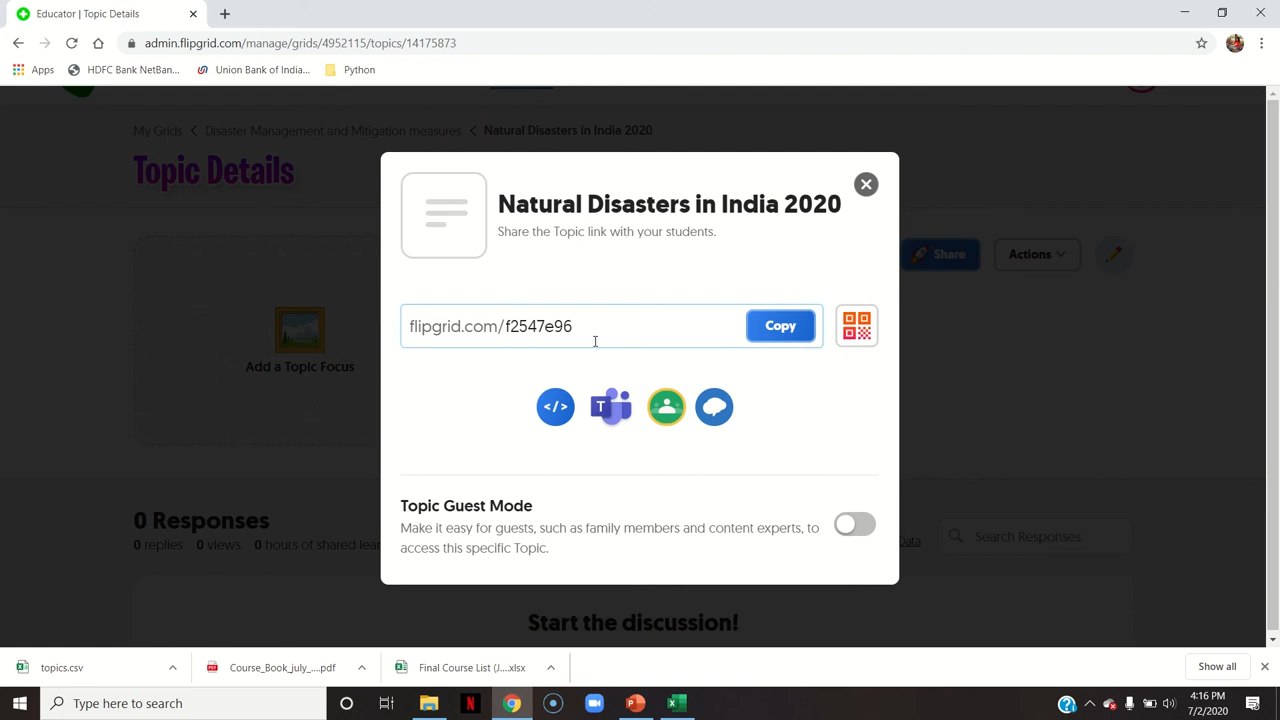 Educator | Topic Details
admin.flipgrid.com/manage/grids/4952115/topics/14175873
Apps HDFC Bank NetBan... Union Bank of India... Python
My Grids Disaster Management and Mitigation measures Natural Disasters in India 2020
Topic Details
Natural Disasters in India 2020
Share the Topic link with your students.
Share Actions
flipgrid.com/f2547e96
Copy
Add a Topic Focus
</>
T
Topic Guest Mode
Make it easy for guests, such as family members and content experts, to
access this specific Topic.
0 Responses
0 replies 0 views 0 hours of shared lear
Data
Search Responses
Start the discussion!
topics.csv Course_Book_july_....pdf Final Course List (J....xlsx Show all
Type here to search
4:16 PM
7/2/2020